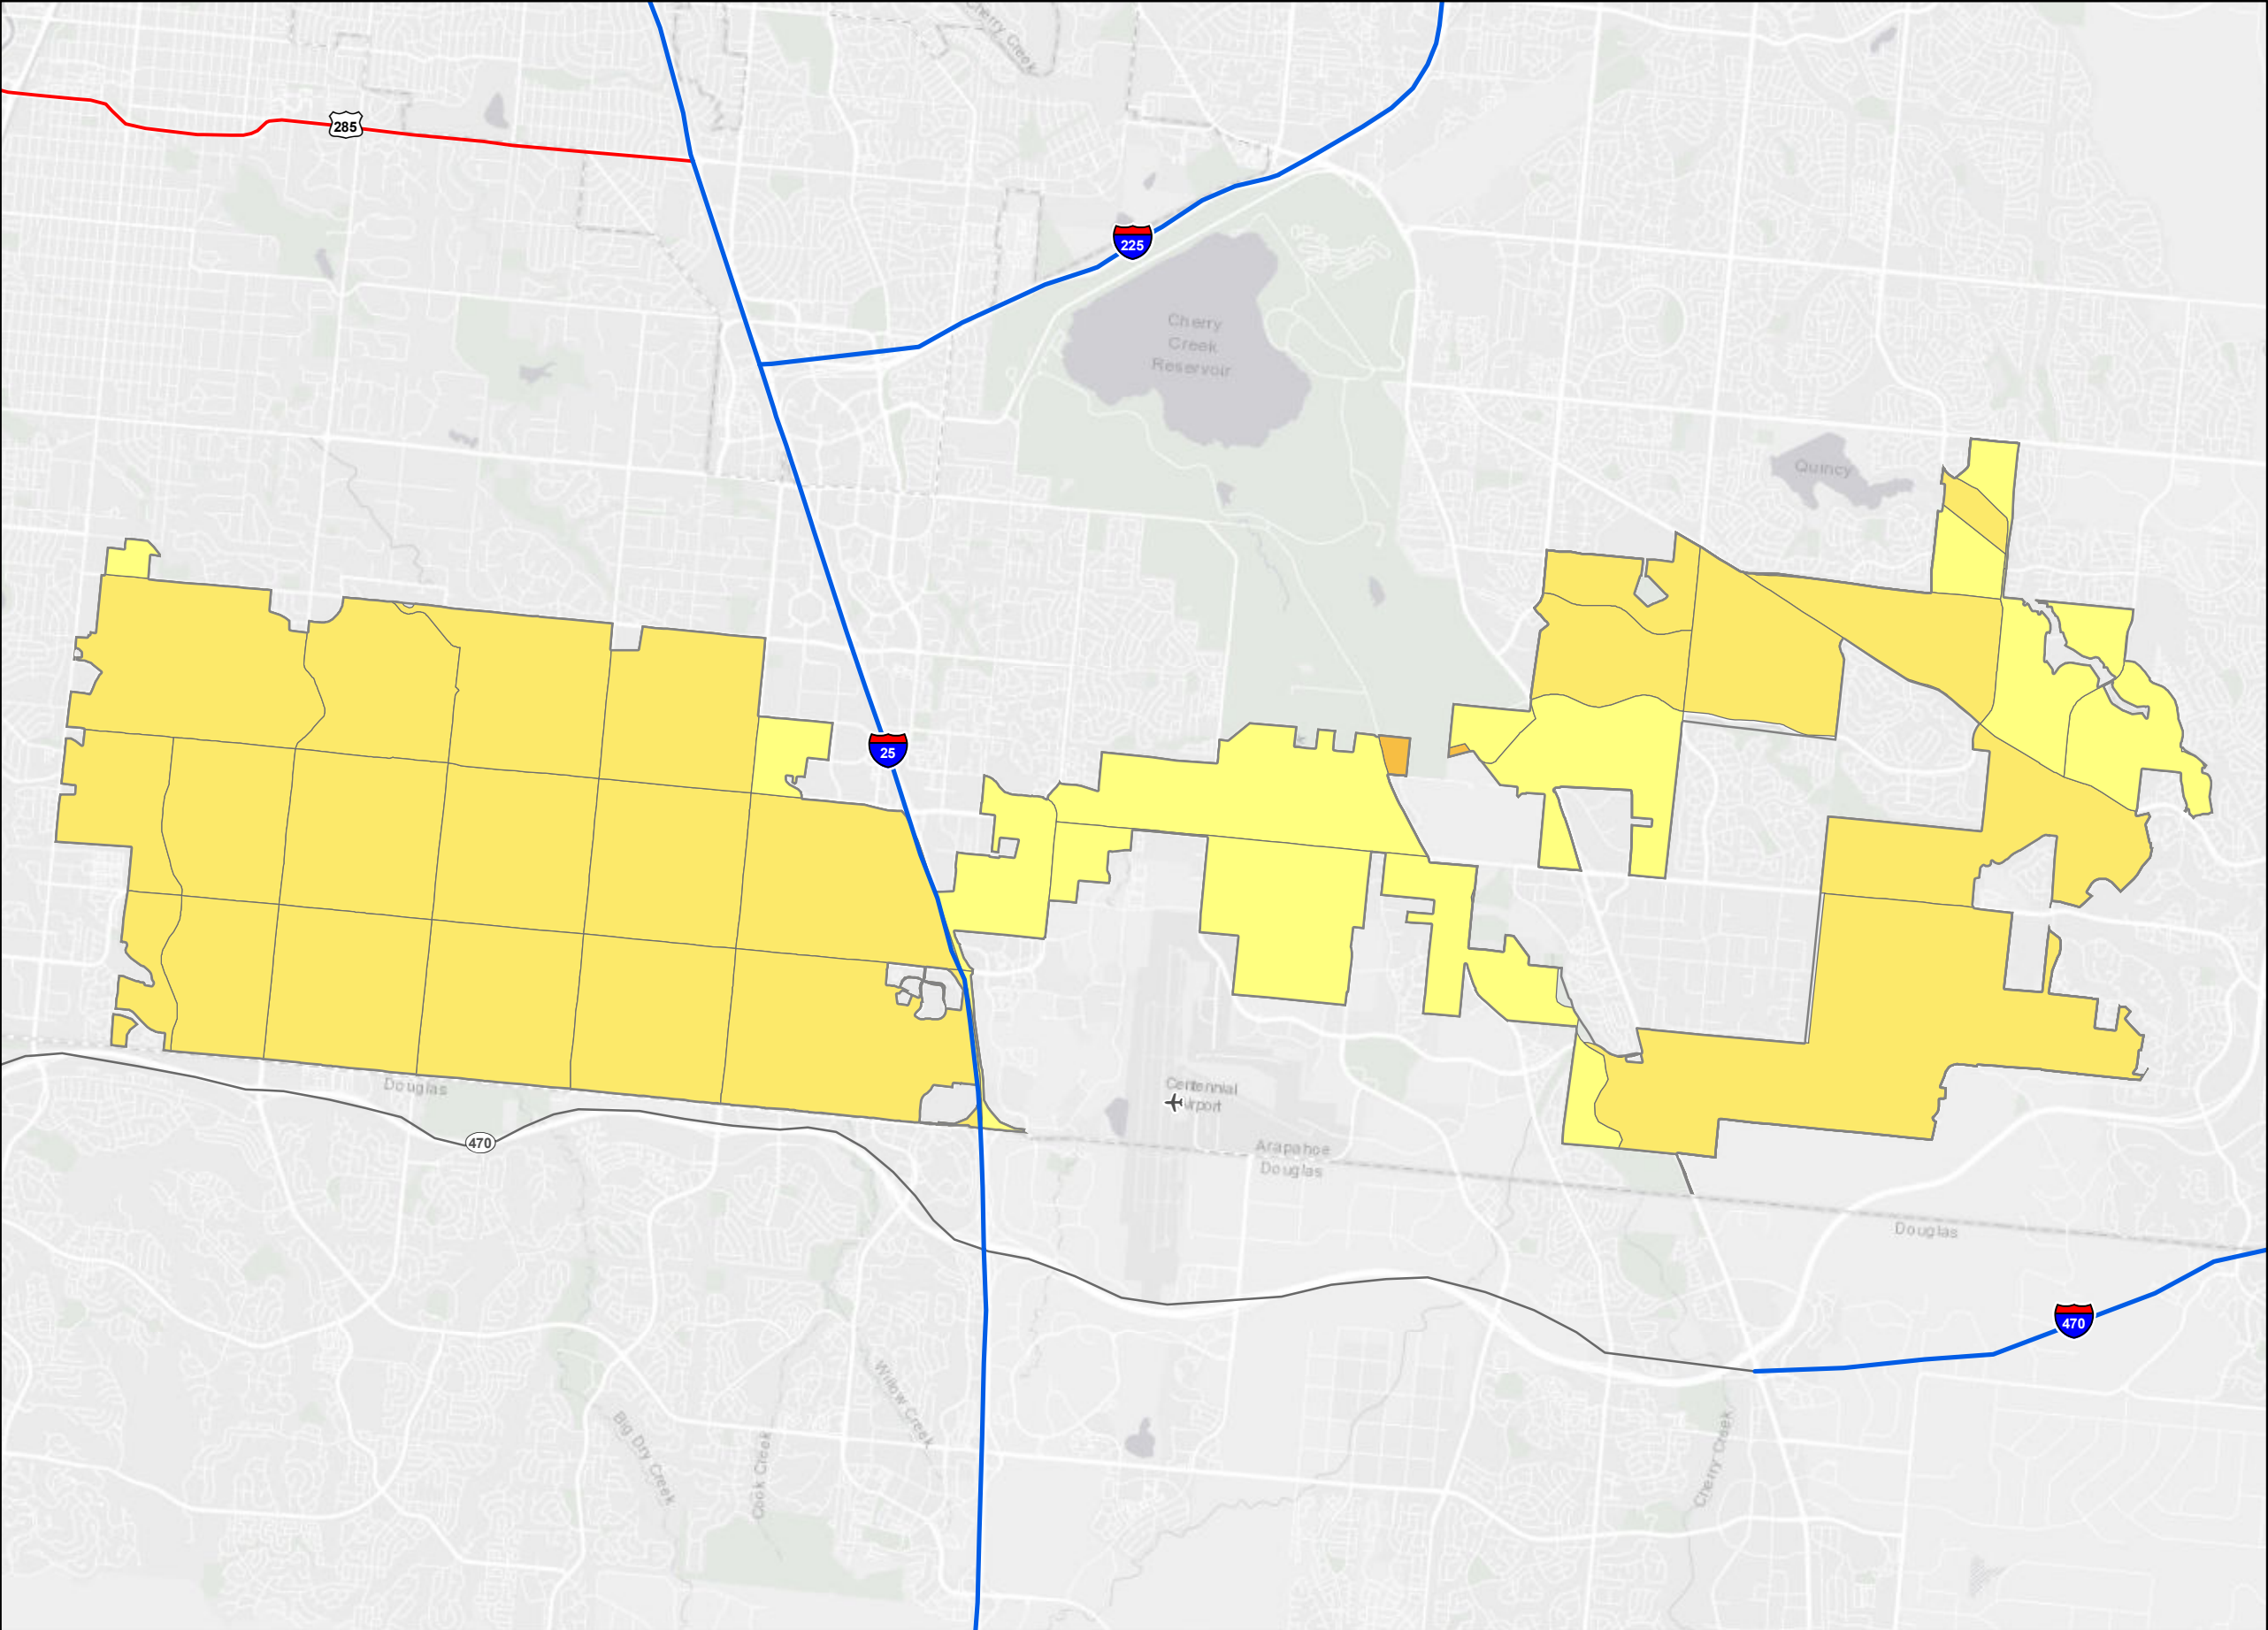 Cherry Creek
285
225
Cherry
Creek
Reservoir
Quincy
25
Centennial
Airport
Douglas
470
Arapahoe
Douglas
Douglas
470
Willow Creek
Big Dry Creek
Cook Creek
Cherry Creek